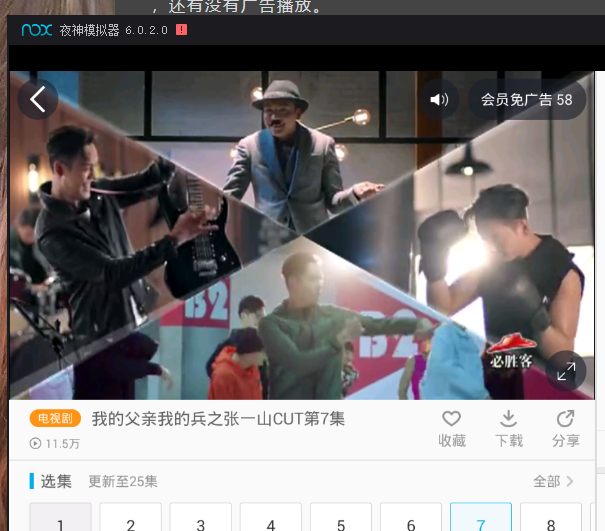 ，还有没有广告播放。
nox 夜神模拟器 6.0.2.0
会员免广告 58
B2
B2
必胜客
电视剧 我的父亲我的兵之张一山CUT第7集
11.5万
收藏 下载 分享
选集 更新至25集 全部
1 2 3 4 5 6 7 8